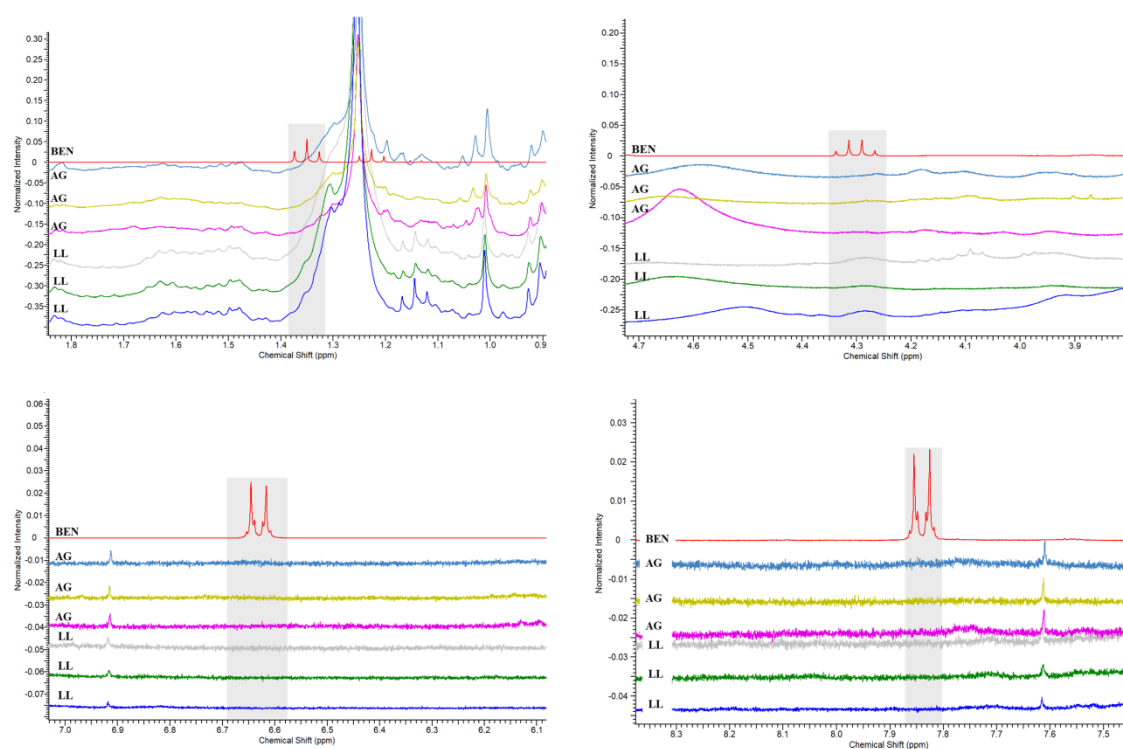 Normalized Intensity
0.30
0.25
0.20
0.15
0.10
0.05
0
-0.05
-0.10
-0.15
-0.20
-0.25
-0.30
-0.35
BEN
AG
AG
AG
LL
LL
LL
1.8 1.7 1.6 1.5 1.4 1.3 1.2 1.1 1.0 0.9
Chemical Shift (ppm)
Normalized Intensity
0.20
0.15
0.10
0.05
0
-0.05
-0.10
-0.15
-0.20
-0.25
BEN
AG
AG
AG
LL
LL
LL
4.7 4.6 4.5 4.4 4.3 4.2 4.1 4.0 3.9
Chemical Shift (ppm)
Normalized Intensity
0.06
0.05
0.04
0.03
0.02
0.01
0
-0.01
-0.02
-0.03
-0.04
-0.05
-0.06
-0.07
BEN
AG
AG
AG
LL
LL
LL
7.0 6.9 6.8 6.7 6.6 6.5 6.4 6.3 6.2 6.1
Chemical Shift (ppm)
Normalized Intensity
0.03
0.02
0.01
0
-0.01
-0.02
-0.03
-0.04
BEN
AG
AG
AG
LL
LL
LL
8.3 8.2 8.1 8.0 7.9 7.8 7.7 7.6 7.5
Chemical Shift (ppm)